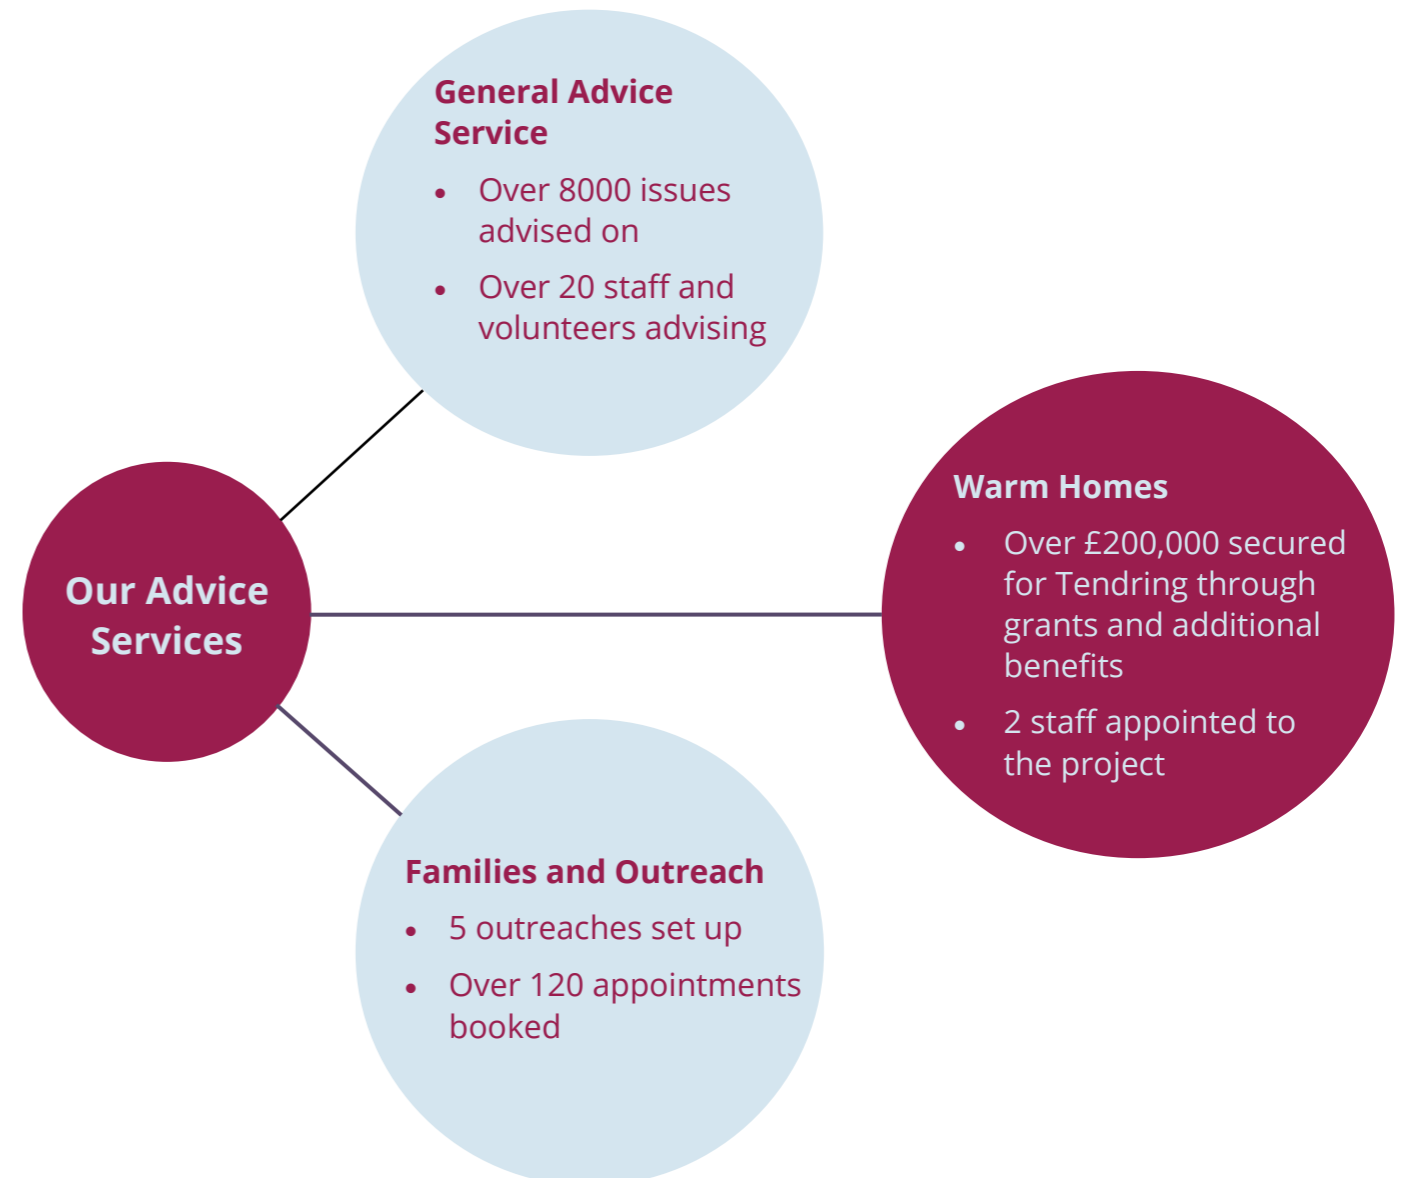 General Advice
Service
• Over 8000 issues
advised on
• Over 20 staff and
volunteers advising
Our Advice
Services
Warm Homes
• Over £200,000 secured
for Tendring through
grants and additional
benefits
• 2 staff appointed to
the project
Families and Outreach
• 5 outreaches set up
• Over 120 appointments
booked